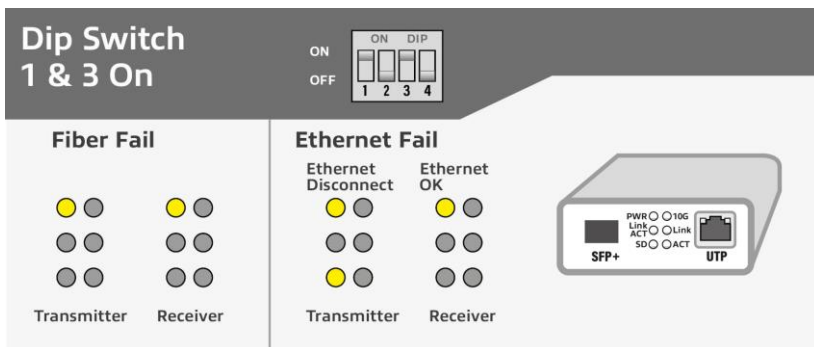 Dip Switch
1 & 3 On
ON
OFF
ON DIP
1 2 3 4
Fiber Fail
Transmitter Receiver
Ethernet Fail
Ethernet
Disconnect
Ethernet
OK
Transmitter Receiver
PWR 10G
Link
ACT Link
SD ACT
SFP+
UTP